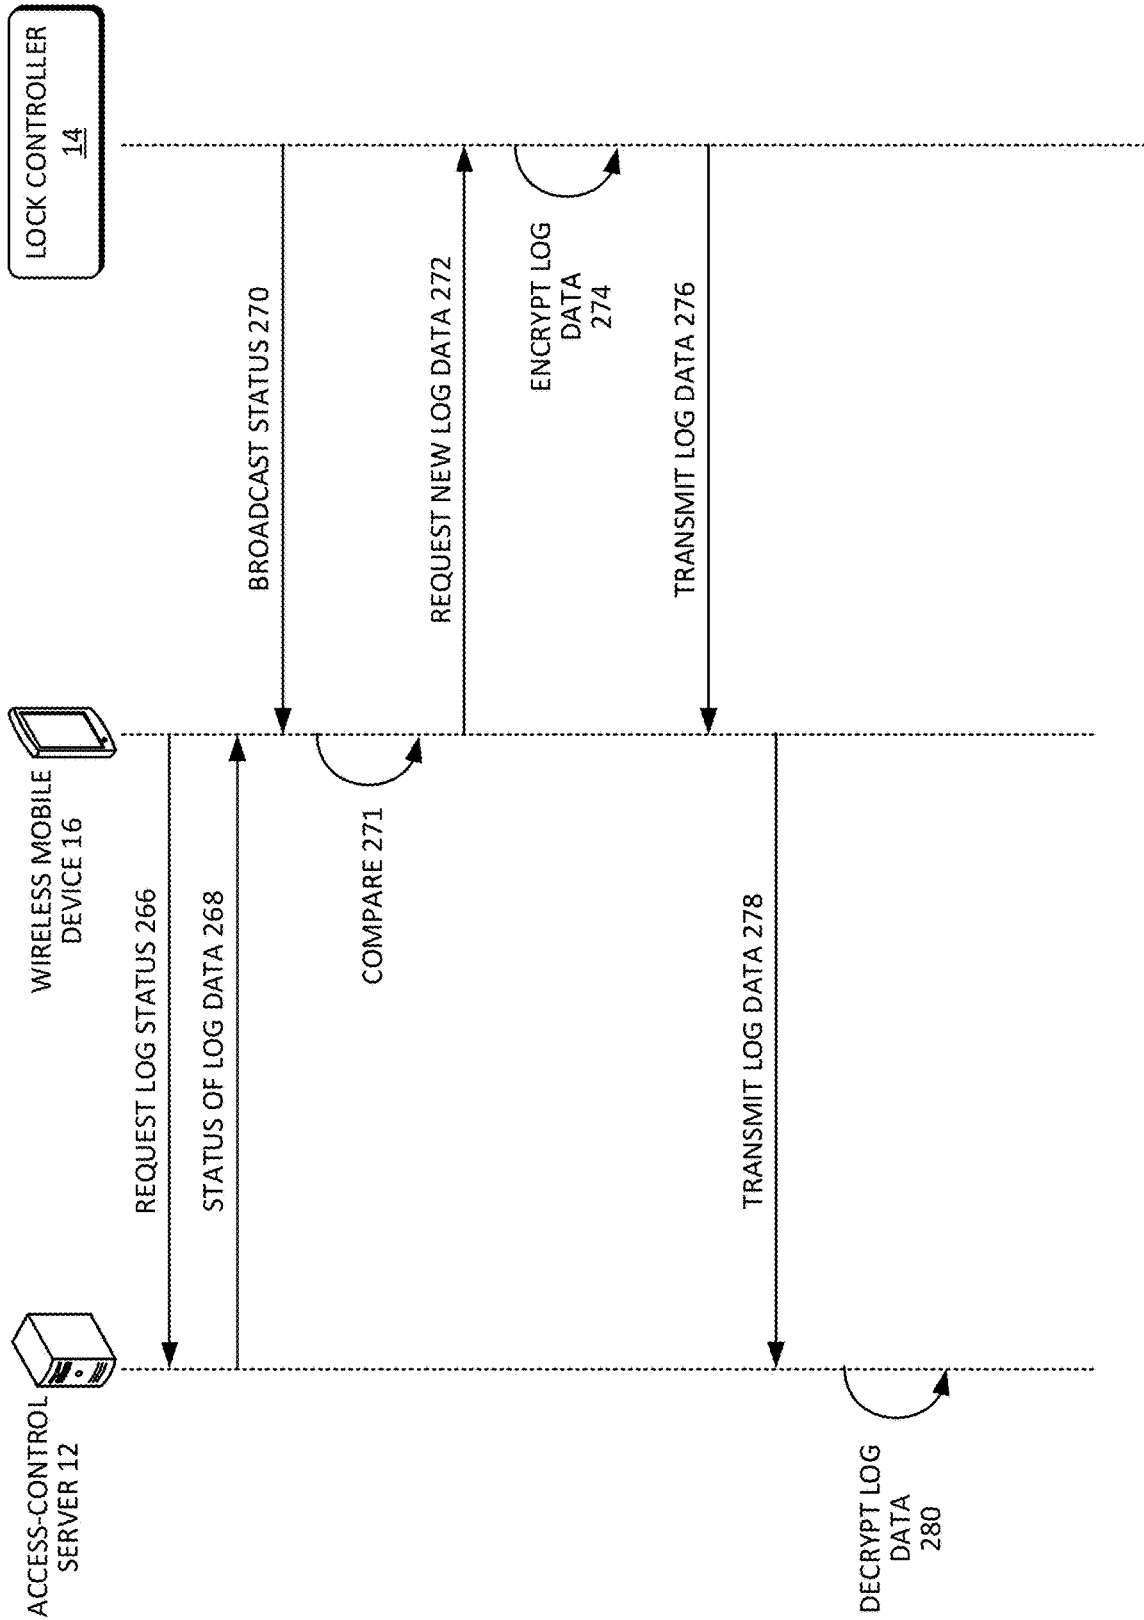 ACCESS-CONTROL
SERVER 12
WIRELESS MOBILE
DEVICE 16
LOCK CONTROLLER
14
REQUEST LOG STATUS 266
STATUS OF LOG DATA 268
BROADCAST STATUS 270
COMPARE 271
REQUEST NEW LOG DATA 272
ENCRYPT LOG
DATA
274
TRANSMIT LOG DATA 276
TRANSMIT LOG DATA 278
DECRYPT LOG
DATA
280